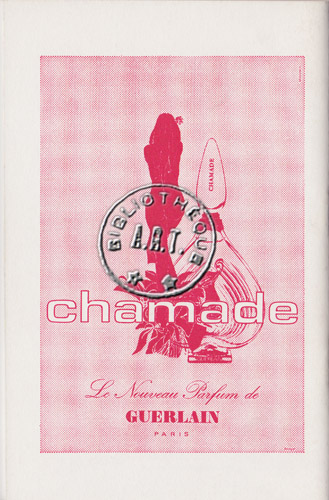 CHAMADE
BIBLIOTHÈQUE
A.R.T.
chamade
Le Nouveau Parfum de
GUERLAIN
PARIS